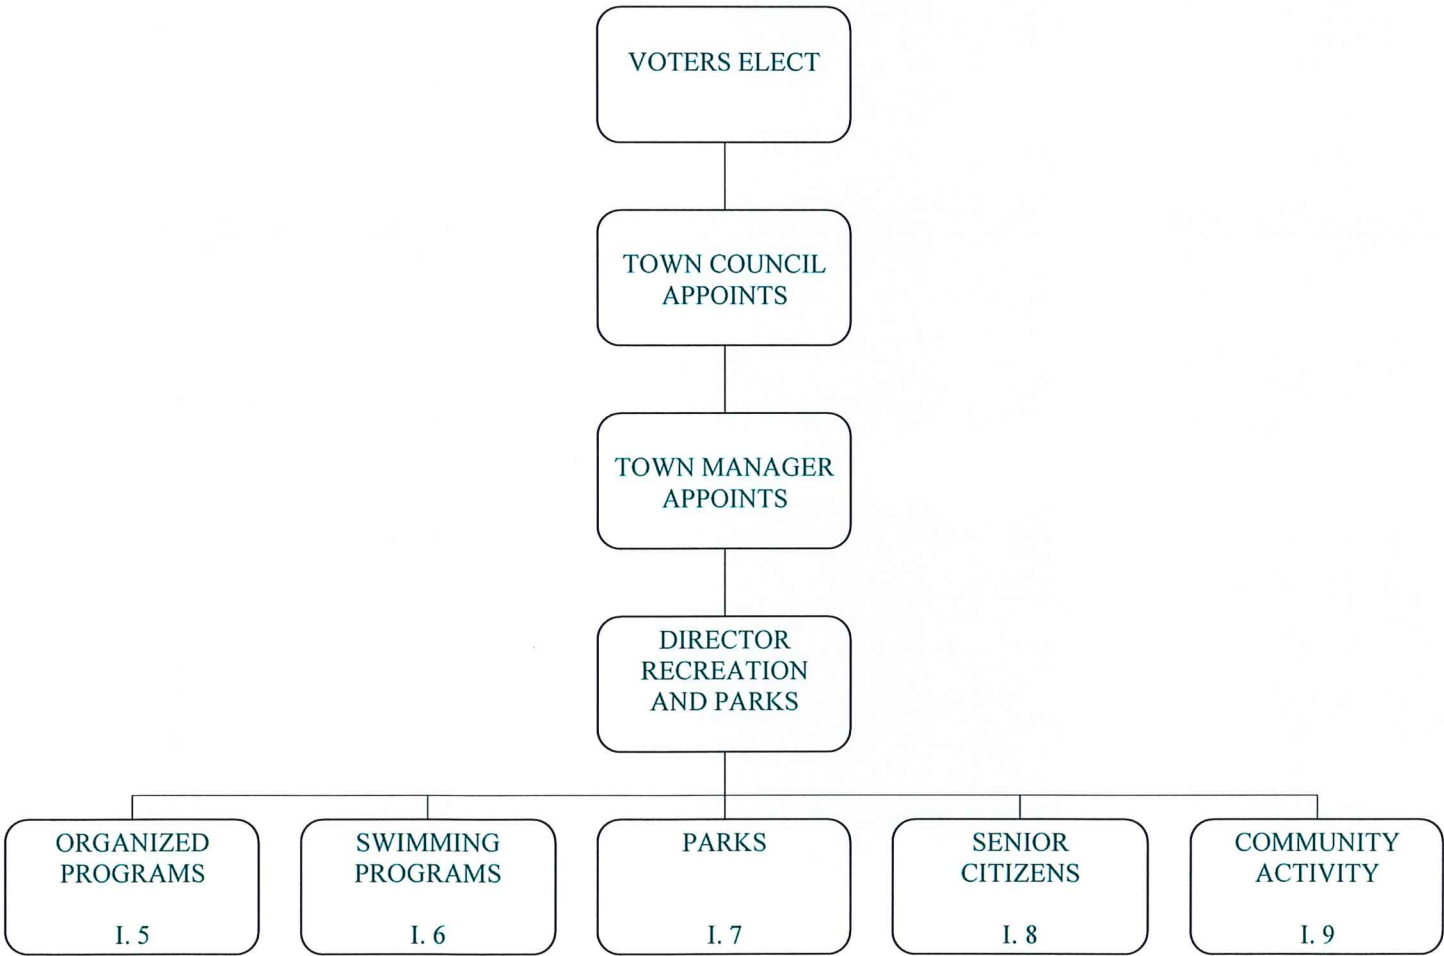 VOTERS ELECT
TOWN COUNCIL
APPOINTS
TOWN MANAGER
APPOINTS
DIRECTOR
RECREATION
AND PARKS
ORGANIZED
PROGRAMS
I. 5
SWIMMING
PROGRAMS
I. 6
PARKS
I. 7
SENIOR
CITIZENS
I. 8
COMMUNITY
ACTIVITY
I. 9